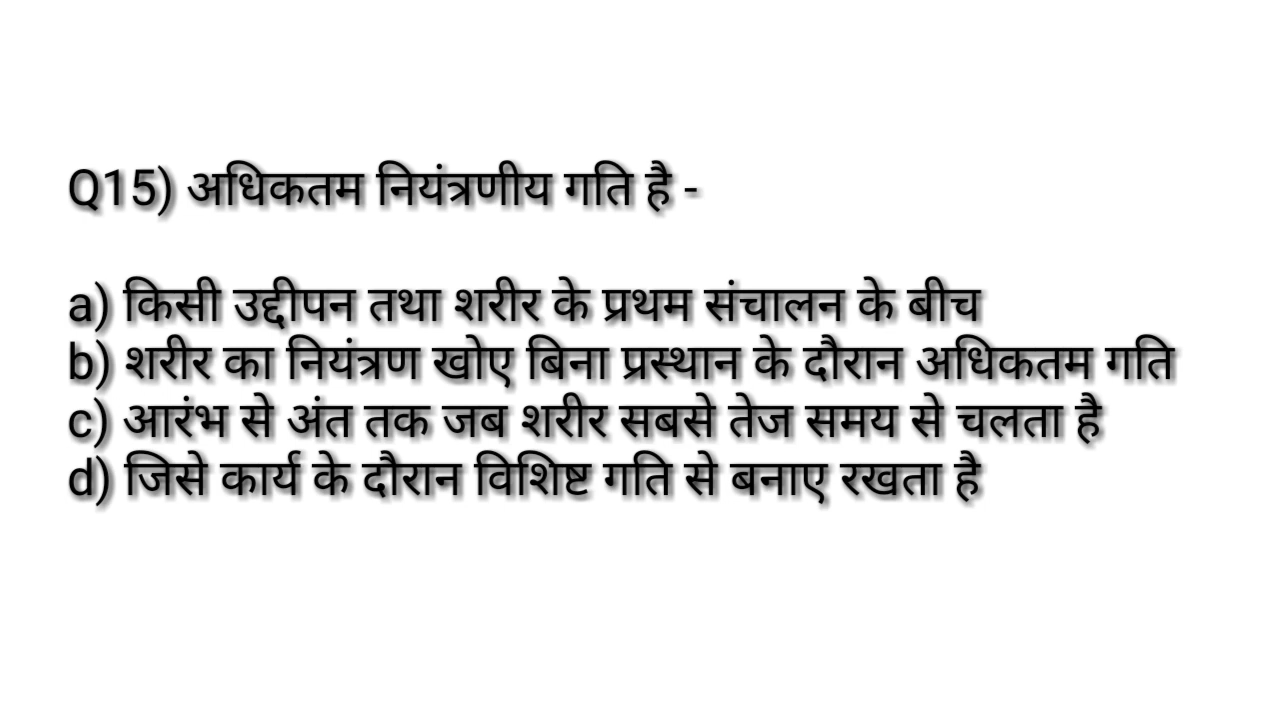 Q15) अधिकतम नियंत्रणीय गति है -
a) किसी उद्दीपन तथा शरीर के प्रथम संचालन के बीच
b) शरीर का नियंत्रण खोए बिना प्रस्थान के दौरान अधिकतम गति
c) आरंभ से अंत तक जब शरीर सबसे तेज समय से चलता है
d) जिसे कार्य के दौरान विशिष्ट गति से बनाए रखता है